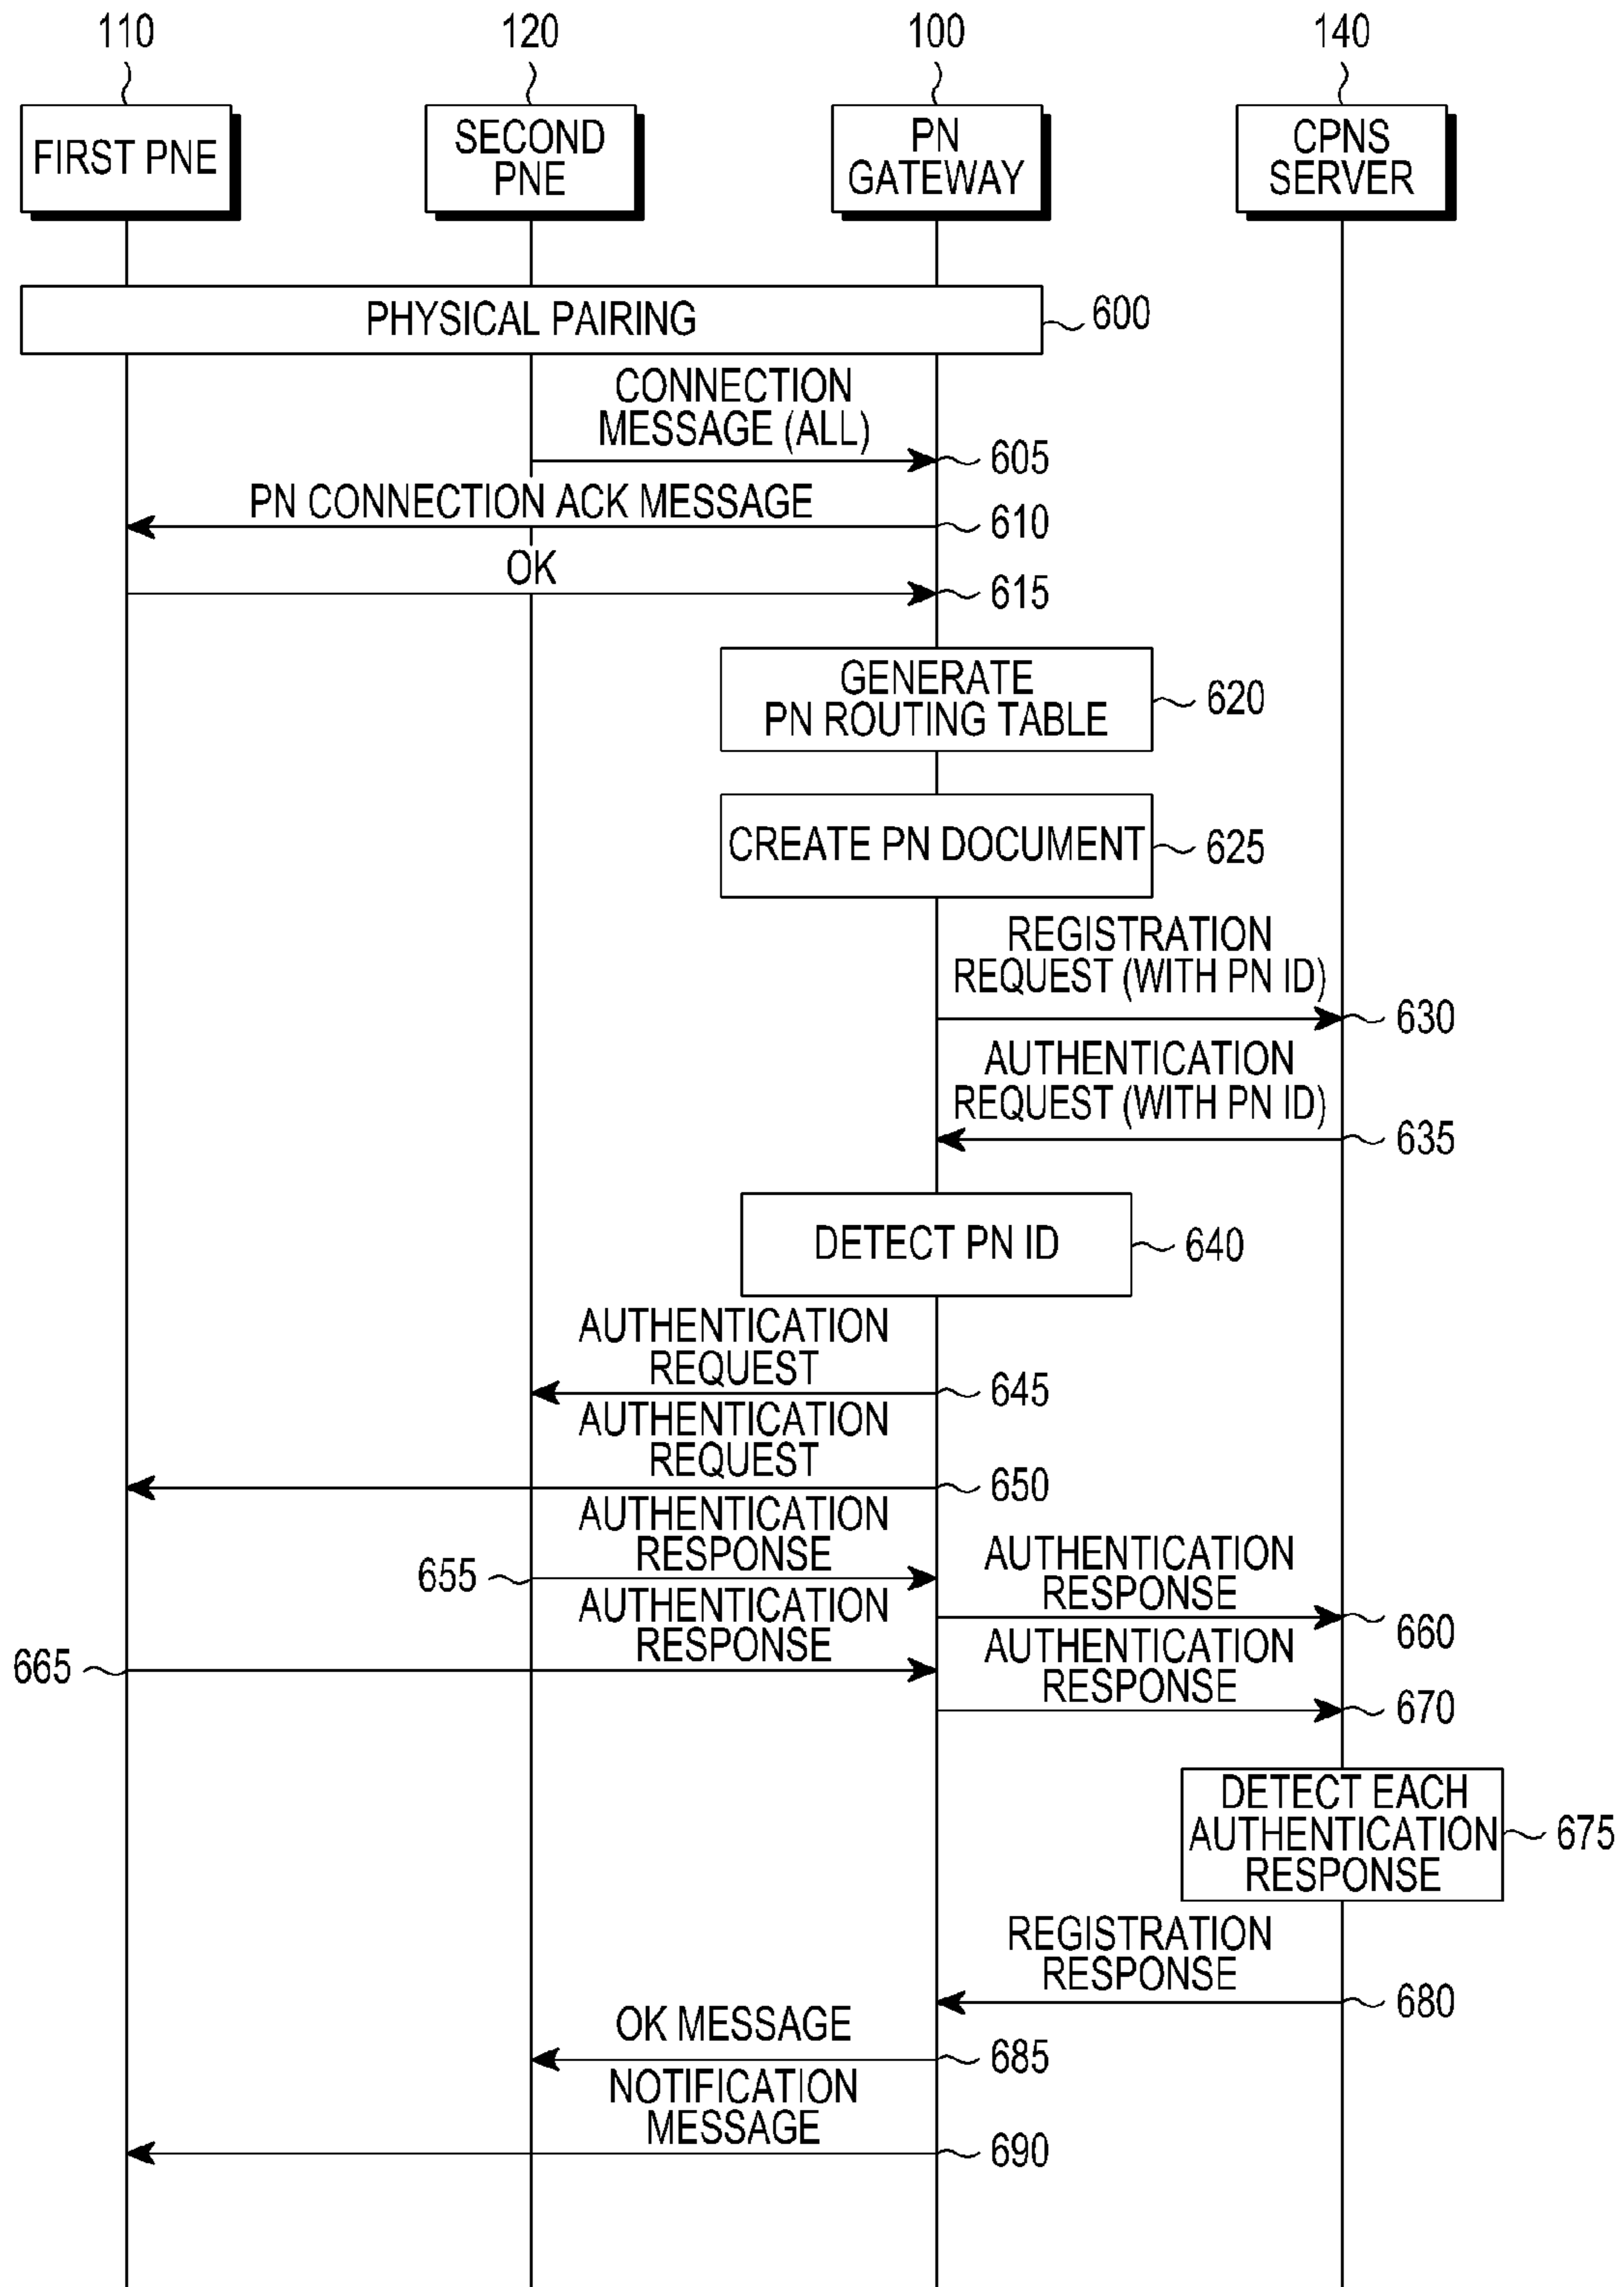 110
120
100
140
FIRST PNE
SECOND
PNE
PN
GATEWAY
CPNS
SERVER
PHYSICAL PAIRING
600
CONNECTION
MESSAGE (ALL)
605
PN CONNECTION ACK MESSAGE
610
OK
615
GENERATE
PN ROUTING TABLE
620
CREATE PN DOCUMENT
625
REGISTRATION
REQUEST (WITH PN ID)
630
AUTHENTICATION
REQUEST (WITH PN ID)
635
DETECT PN ID
640
AUTHENTICATION
REQUEST
645
AUTHENTICATION
REQUEST
650
AUTHENTICATION
RESPONSE
655
AUTHENTICATION
RESPONSE
660
AUTHENTICATION
RESPONSE
665
AUTHENTICATION
RESPONSE
670
DETECT EACH
AUTHENTICATION
RESPONSE
675
REGISTRATION
RESPONSE
680
OK MESSAGE
685
NOTIFICATION
MESSAGE
690